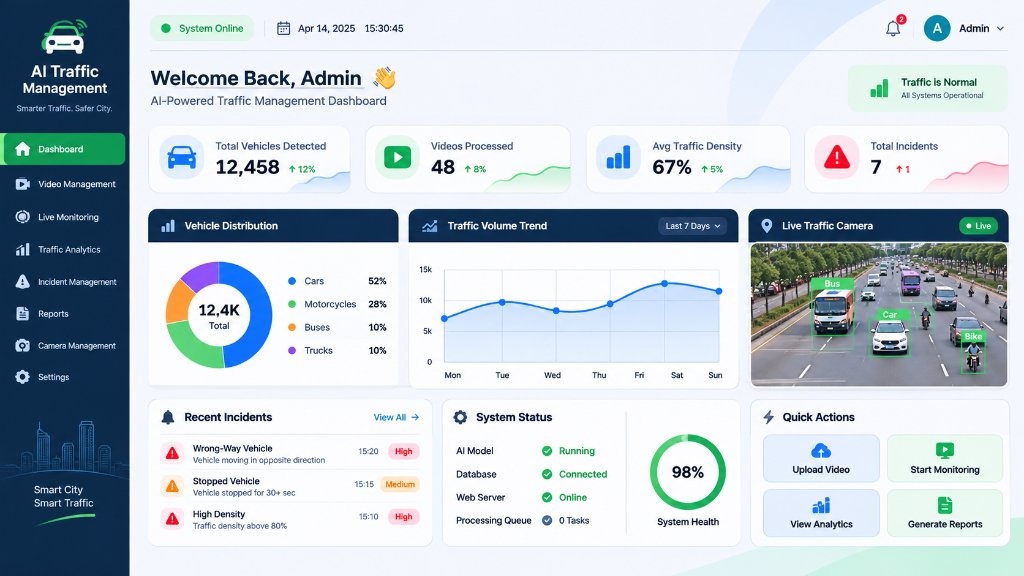 AI Traffic
Management
Smarter Traffic. Safer City.
Dashboard
Video Management
Live Monitoring
Traffic Analytics
Incident Management
Reports
Camera Management
Settings
Smart City
Smart Traffic
System Online
Apr 14, 2025 15:30:45
2
A
Admin
Welcome Back, Admin 👋
AI-Powered Traffic Management Dashboard
Traffic is Normal
All Systems Operational
Total Vehicles Detected
12,458 ↑ 12%
Videos Processed
48 ↑ 8%
Avg Traffic Density
67% ↑ 5%
Total Incidents
7 ↑ 1
Vehicle Distribution
12,4K
Total
Cars 52%
Motorcycles 28%
Buses 10%
Trucks 10%
Traffic Volume Trend
Last 7 Days
15k
10k
5k
0
Mon Tue Wed Thu Fri Sat Sun
Live Traffic Camera
Live
Bus
Car
Bike
Recent Incidents
View All →
Wrong-Way Vehicle
Vehicle moving in opposite direction
15:20 High
Stopped Vehicle
Vehicle stopped for 30+ sec
15:15 Medium
High Density
Traffic density above 80%
15:10 High
System Status
AI Model Running
Database Connected
Web Server Online
Processing Queue 0 Tasks
98%
System Health
Quick Actions
Upload Video
Start Monitoring
View Analytics
Generate Reports